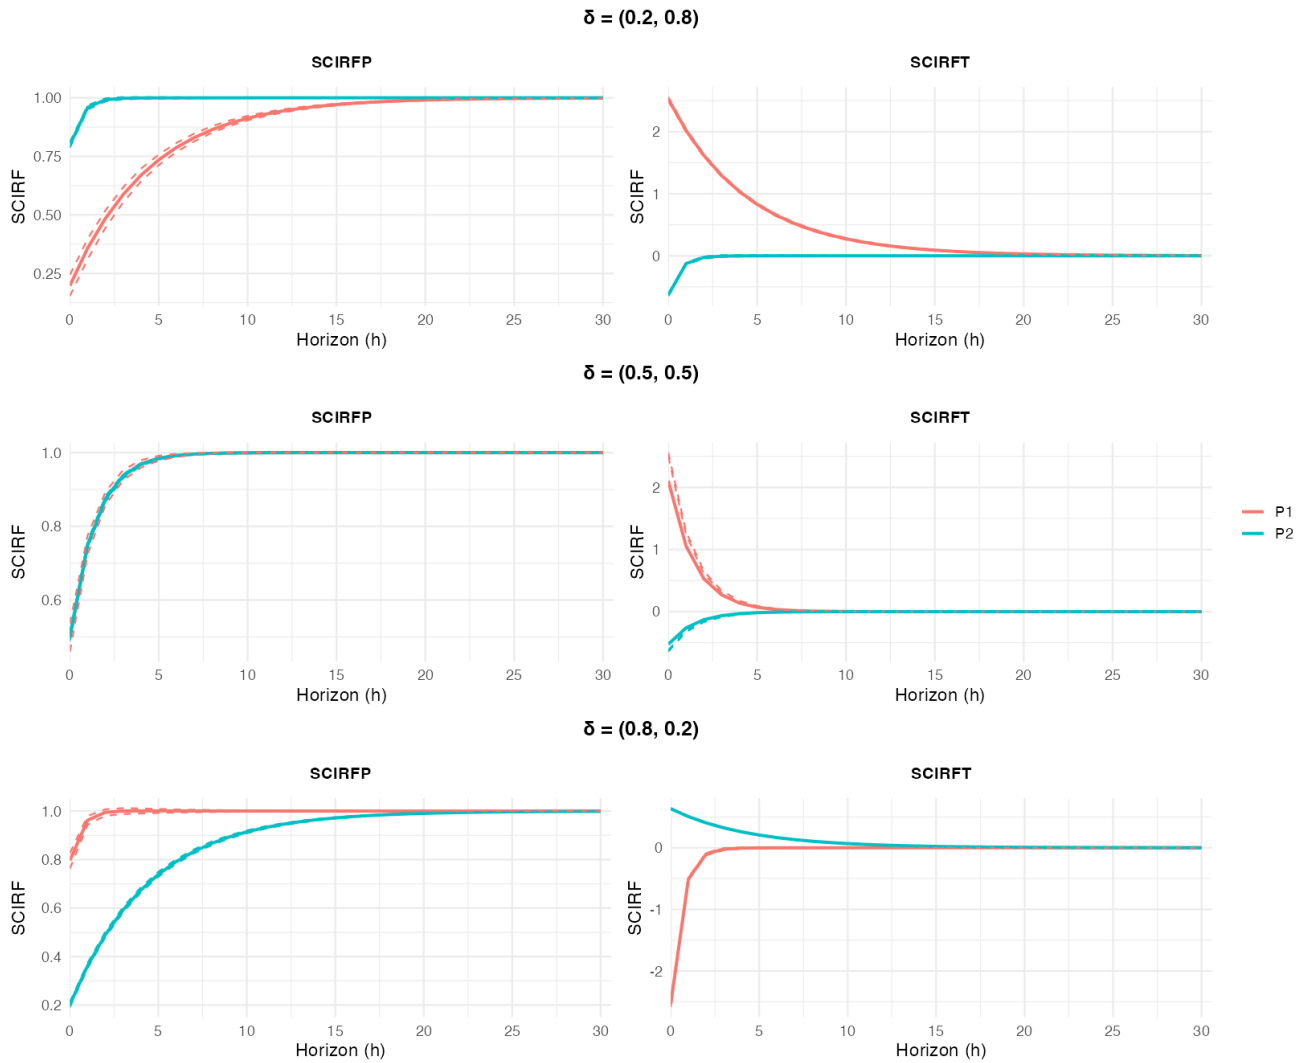 δ = (0.2, 0.8)
SCIRFP
SCIRF
1.00
0.75
0.50
0.25
0 5 10 15 20 25 30
Horizon (h)
SCIRFT
SCIRF
2
1
0
0 5 10 15 20 25 30
Horizon (h)
δ = (0.5, 0.5)
SCIRFP
SCIRF
1.0
0.8
0.6
0 5 10 15 20 25 30
Horizon (h)
SCIRFT
SCIRF
2
1
0
0 5 10 15 20 25 30
Horizon (h)
P1
P2
δ = (0.8, 0.2)
SCIRFP
SCIRF
1.0
0.8
0.6
0.4
0.2
0 5 10 15 20 25 30
Horizon (h)
SCIRFT
SCIRF
0
-1
-2
0 5 10 15 20 25 30
Horizon (h)